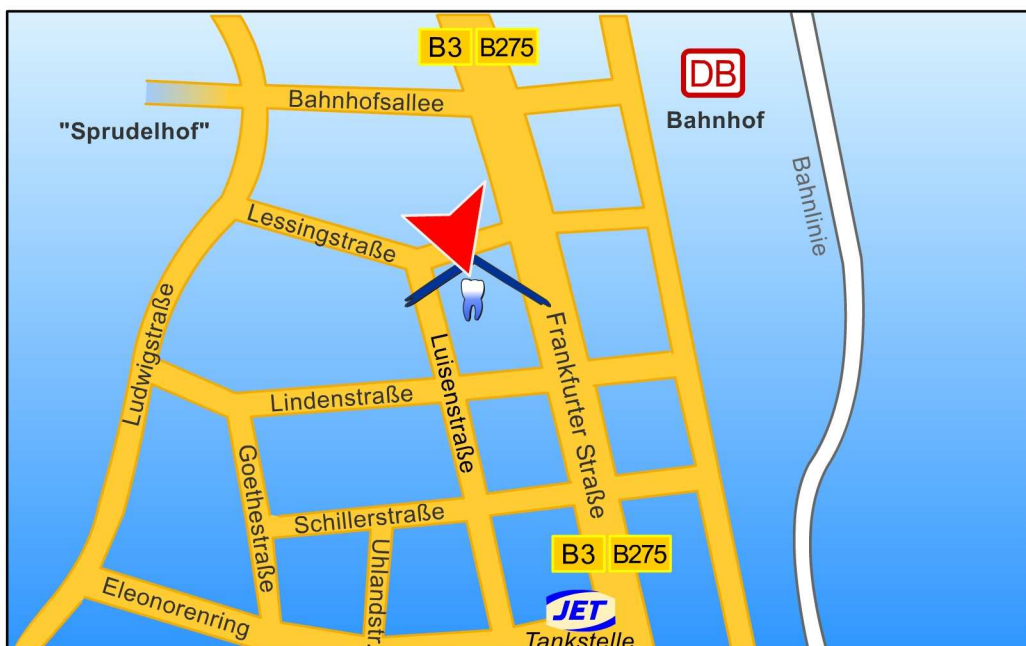 B3 B275
DB
Bahnhofsallee
"Sprudelhof"
Bahnhof
Bahnlinie
Lessingstraße
Ludwigstraße
Luisenstraße
Frankfurter Straße
Lindenstraße
Goethestraße
Schillerstraße
Uhlandstr.
B3 B275
Eleonorenring
JET
Tankstelle